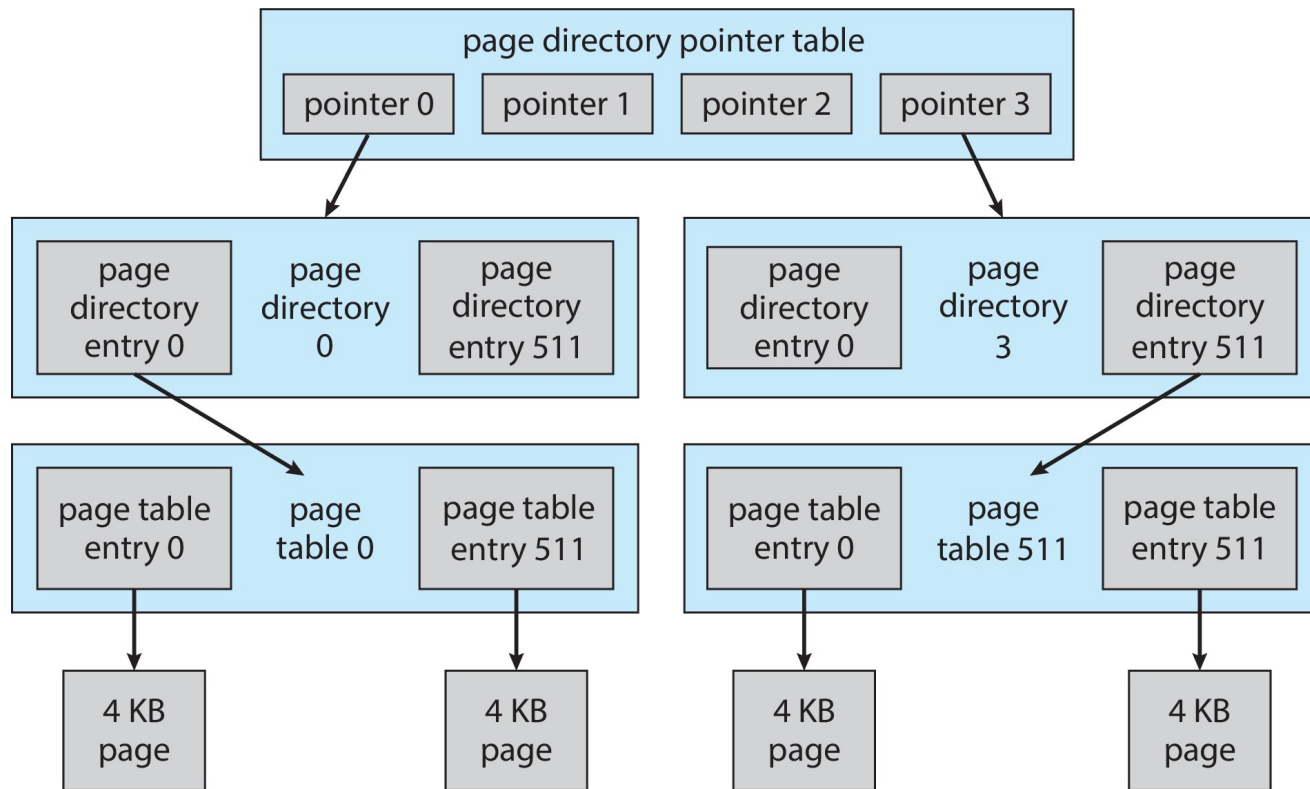 page directory pointer table
pointer 0
pointer 1
pointer 2
pointer 3
page
directory
entry 0
page
directory
0
page
directory
entry 511
page
directory
entry 0
page
directory
3
page
directory
entry 511
page table
entry 0
page
table 0
page table
entry 511
page table
entry 0
page
table 511
page table
entry 511
4 KB
page
4 KB
page
4 KB
page
4 KB
page